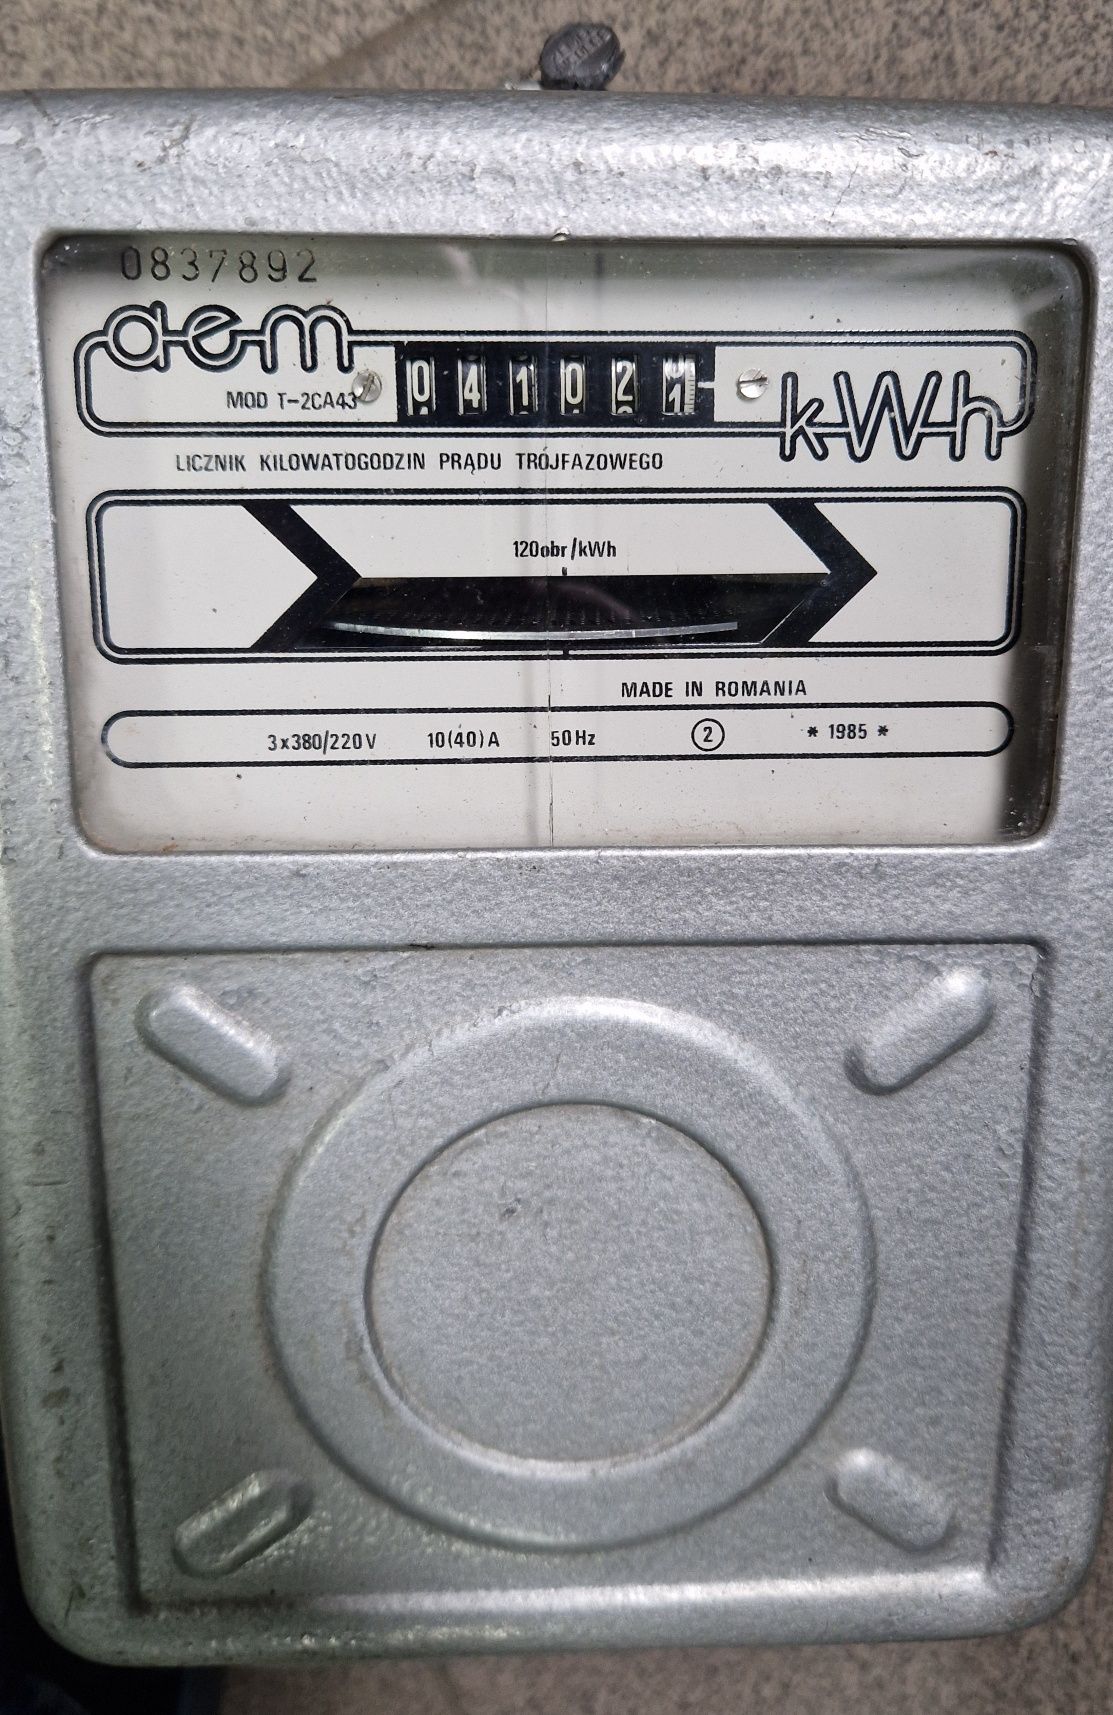 0837892
aem
MOD T-2CA43
041021
kWh
LICZNIK KILOWATOGODZIN PRĄDU TRÓJFAZOWEGO
120obr/kWh
MADE IN ROMANIA
3x380/220V 10(40)A 50Hz 2 * 1985 *